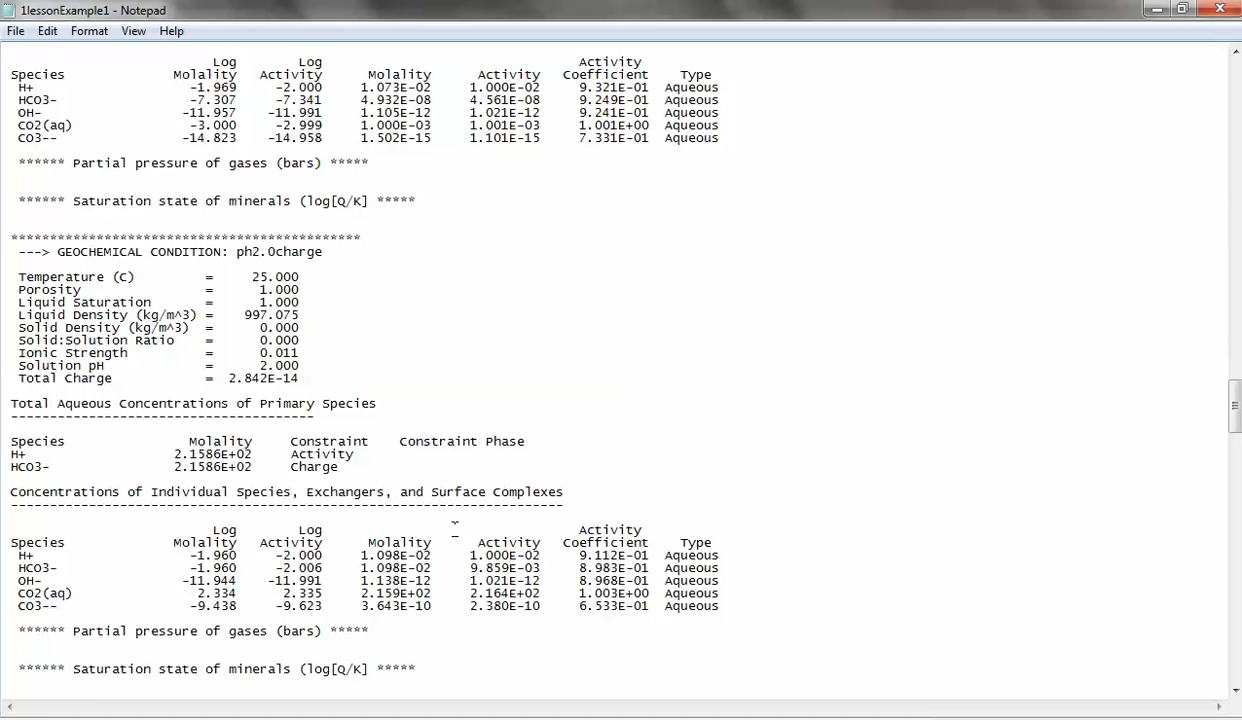 1lessonExample1 - Notepad
File Edit Format View Help
Log Log Activity
Species Molality Activity Molality Activity Coefficient Type
H+ -1.969 -2.000 1.073E-02 1.000E-02 9.321E-01 Aqueous
HCO3- -7.307 -7.341 4.932E-08 4.561E-08 9.249E-01 Aqueous
OH- -11.957 -11.991 1.105E-12 1.021E-12 9.241E-01 Aqueous
CO2(aq) -3.000 -2.999 1.000E-03 1.001E-03 1.001E+00 Aqueous
CO3-- -14.823 -14.958 1.502E-15 1.101E-15 7.331E-01 Aqueous
****** Partial pressure of gases (bars) *****
****** Saturation state of minerals (log[Q/K] *****
*********************************************
---> GEOCHEMICAL CONDITION: ph2.0charge
Temperature (C) = 25.000
Porosity = 1.000
Liquid Saturation = 1.000
Liquid Density (kg/m^3) = 997.075
Solid Density (kg/m^3) = 0.000
Solid:Solution Ratio = 0.000
Ionic Strength = 0.011
Solution pH = 2.000
Total Charge = 2.842E-14
Total Aqueous Concentrations of Primary Species
---------------------------------------
Species Molality Constraint Constraint Phase
H+ 2.1586E+02 Activity
HCO3- 2.1586E+02 Charge
Concentrations of Individual Species, Exchangers, and Surface Complexes
-----------------------------------------------------------------------
Log Log Activity
Species Molality Activity Molality Activity Coefficient Type
H+ -1.960 -2.000 1.098E-02 1.000E-02 9.112E-01 Aqueous
HCO3- -1.960 -2.006 1.098E-02 9.859E-03 8.983E-01 Aqueous
OH- -11.944 -11.991 1.138E-12 1.021E-12 8.968E-01 Aqueous
CO2(aq) 2.334 2.335 2.159E+02 2.164E+02 1.003E+00 Aqueous
CO3-- -9.438 -9.623 3.643E-10 2.380E-10 6.533E-01 Aqueous
****** Partial pressure of gases (bars) *****
****** Saturation state of minerals (log[Q/K] *****